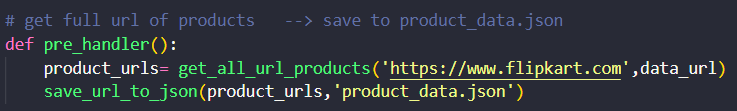 # get full url of products   --> save to product_data.json
def pre_handler():
    product_urls= get_all_url_products('https://www.flipkart.com',data_url)
    save_url_to_json(product_urls,'product_data.json')